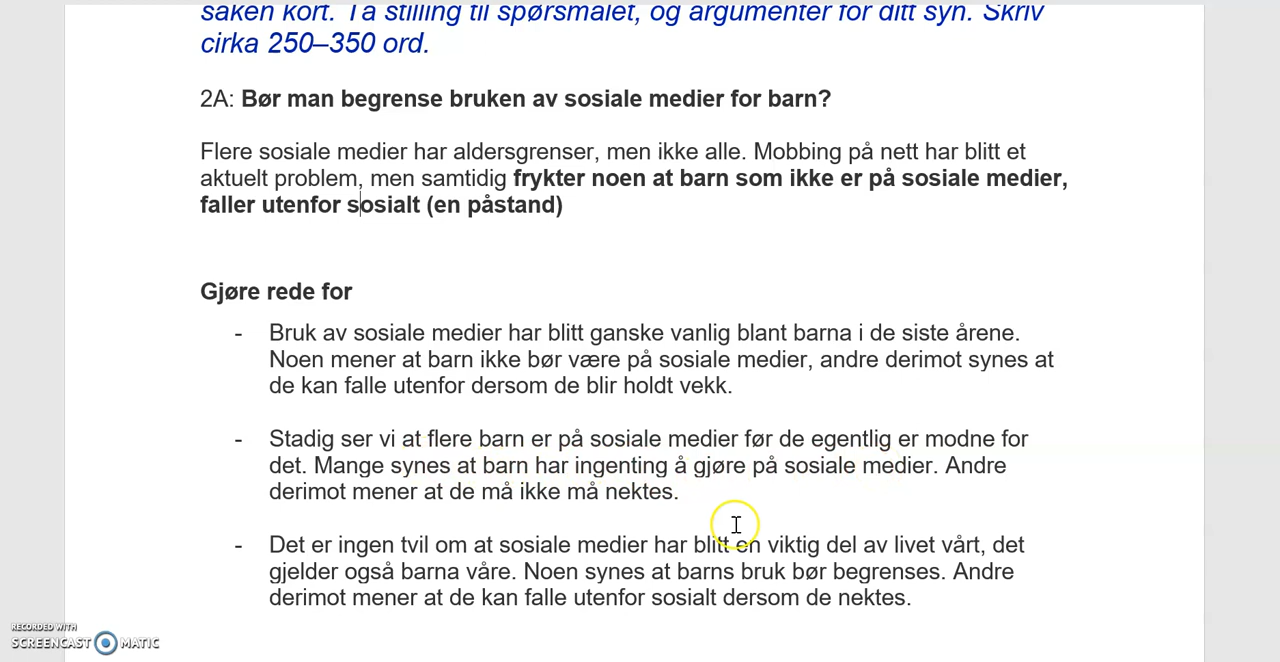 saken kort. Ta stilling til spørsmålet, og argumenter for ditt syn. Skriv
cirka 250–350 ord.
2A: Bør man begrense bruken av sosiale medier for barn?
Flere sosiale medier har aldersgrenser, men ikke alle. Mobbing på nett har blitt et
aktuelt problem, men samtidig frykter noen at barn som ikke er på sosiale medier,
faller utenfor sosialt (en påstand)
Gjøre rede for
- Bruk av sosiale medier har blitt ganske vanlig blant barna i de siste årene.
Noen mener at barn ikke bør være på sosiale medier, andre derimot synes at
de kan falle utenfor dersom de blir holdt vekk.
- Stadig ser vi at flere barn er på sosiale medier før de egentlig er modne for
det. Mange synes at barn har ingenting å gjøre på sosiale medier. Andre
derimot mener at de må ikke må nektes.
- Det er ingen tvil om at sosiale medier har blitt en viktig del av livet vårt, det
gjelder også barna våre. Noen synes at barns bruk bør begrenses. Andre
derimot mener at de kan falle utenfor sosialt dersom de nektes.
RECORDED WITH
SCREENCAST MATIC